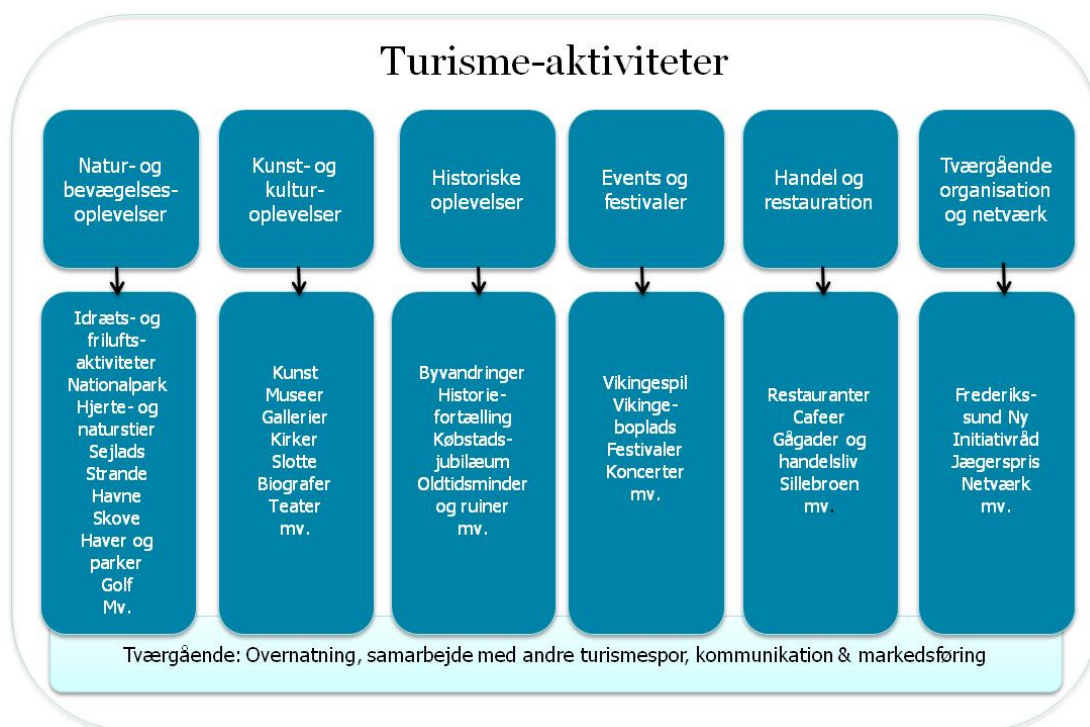 Turisme-aktiviteter
Natur- og
bevægelses-
oplevelser
Kunst- og
kultur-
oplevelser
Historiske
oplevelser
Events og
festivaler
Handel og
restauration
Tværgående
organisation
og netværk
Idræts- og
frilufts-
aktiviteter
Nationalpark
Hjerte- og
naturstier
Sejlads
Strande
Havne
Skove
Haver og
parker
Golf
Mv.
Kunst
Museer
Gallerier
Kirker
Slotte
Biografer
Teater
mv.
Byvandringer
Historie-
fortælling
Købstads-
jubilæum
Oldtidsminder
og ruiner
mv.
Vikingespil
Vikinge-
boplads
Festivaler
Koncerter
mv.
Restauranter
Cafeer
Gågader og
handelsliv
Sillebroen
mv.
Frederiks-
sund Ny
Initiativråd
Jægerspris
Netværk
mv.
Tværgående: Overnatning, samarbejde med andre turismespor, kommunikation & markedsføring